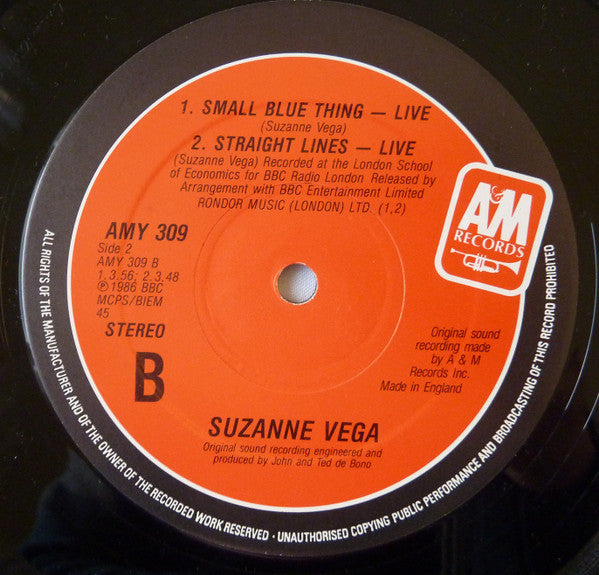 1. SMALL BLUE THING — LIVE
(Suzanne Vega)
2. STRAIGHT LINES — LIVE
(Suzanne Vega) Recorded at the London School
of Economics for BBC Radio London. Released by
Arrangement with BBC Entertainment Limited
RONDOR MUSIC (LONDON) LTD. (1,2)
A&M
RECORDS
AMY 309
Side 2
AMY 309 B
1. 3.56; 2. 3.48
℗ 1986 BBC
MCPS/BIEM
45
STEREO
B
Original sound
recording made
by A & M
Records Inc.
Made in England
SUZANNE VEGA
Original sound recording engineered and
produced by John and Ted de Bono
ALL RIGHTS OF THE MANUFACTURER AND OF THE OWNER OF THE RECORDED WORK RESERVED · UNAUTHORISED COPYING PUBLIC PERFORMANCE AND BROADCASTING OF THIS RECORD PROHIBITED